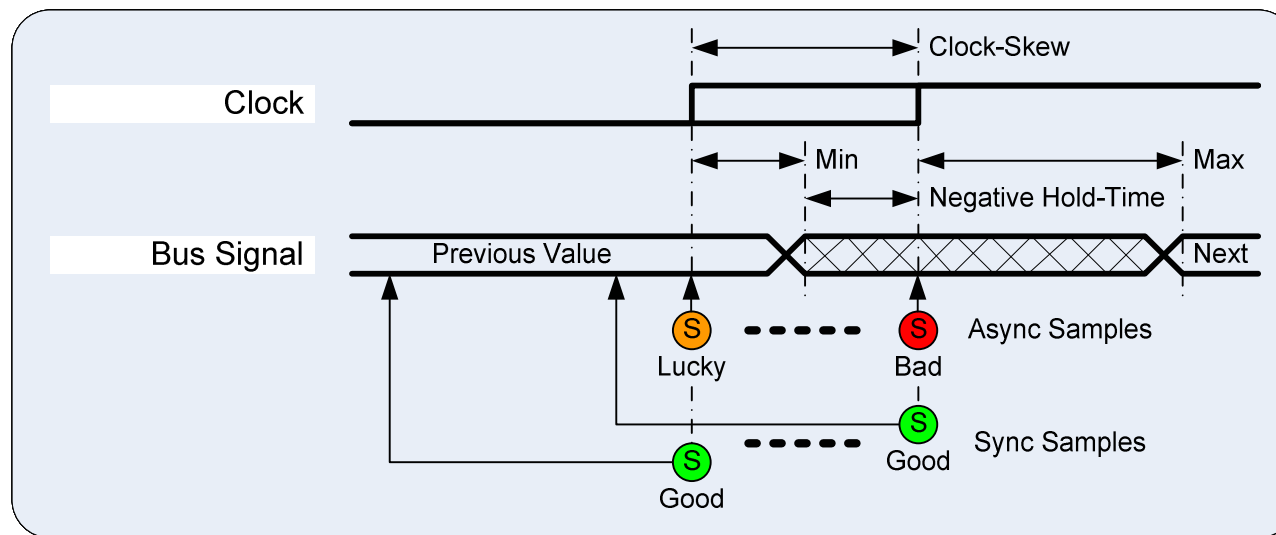 Clock-Skew
Clock
Min
Max
Negative Hold-Time
Bus Signal
Previous Value
Next
S
S
Async Samples
Lucky
Bad
S
Good
Sync Samples
S
Good